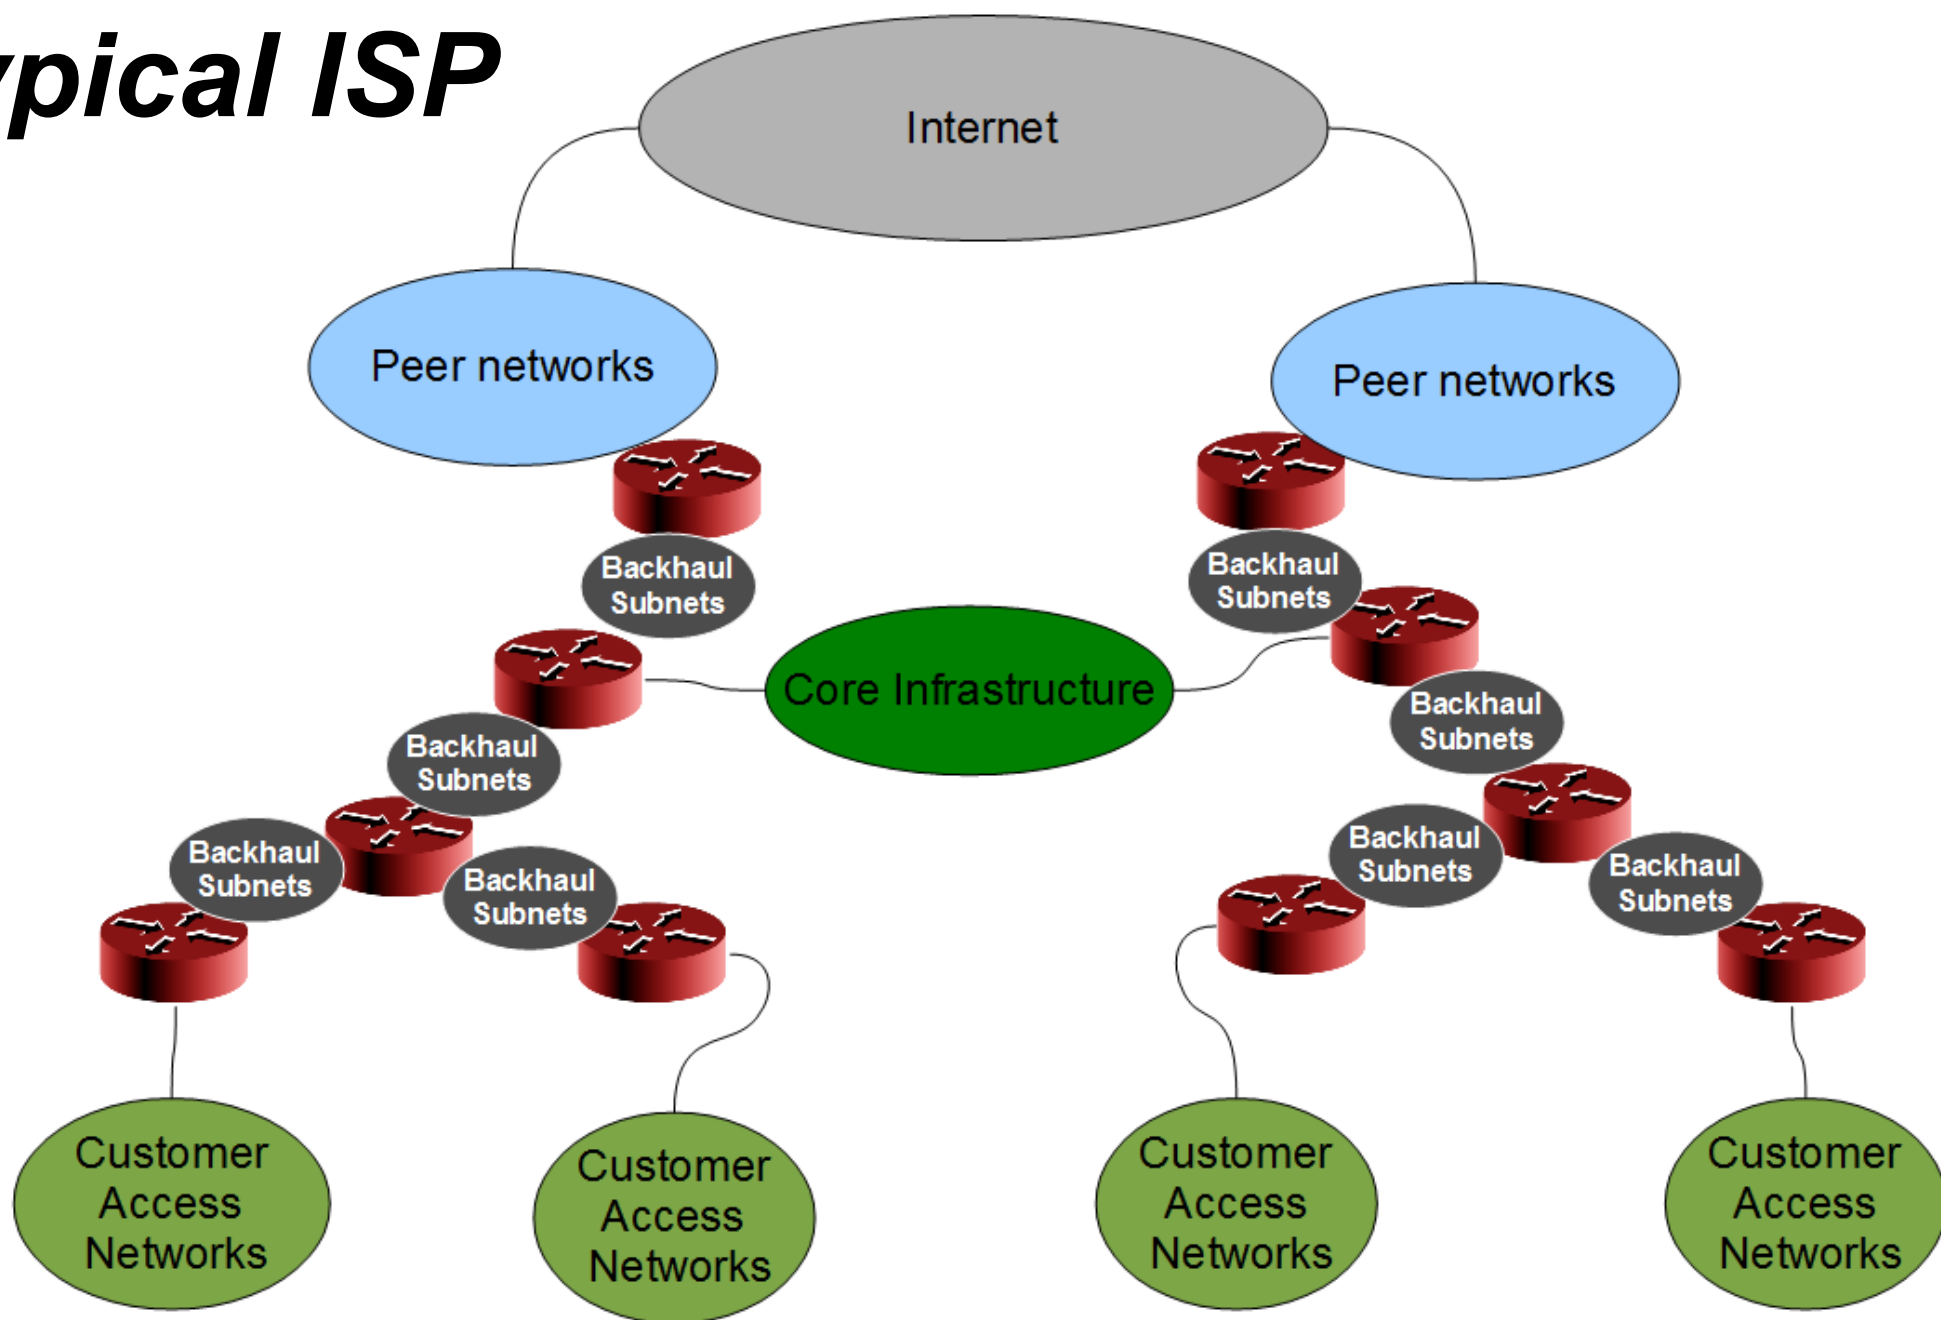 ypical ISP
Internet
Peer networks
Peer networks
Backhaul
Subnets
Backhaul
Subnets
Core Infrastructure
Backhaul
Subnets
Backhaul
Subnets
Backhaul
Subnets
Backhaul
Subnets
Backhaul
Subnets
Backhaul
Subnets
Customer
Access
Networks
Customer
Access
Networks
Customer
Access
Networks
Customer
Access
Networks